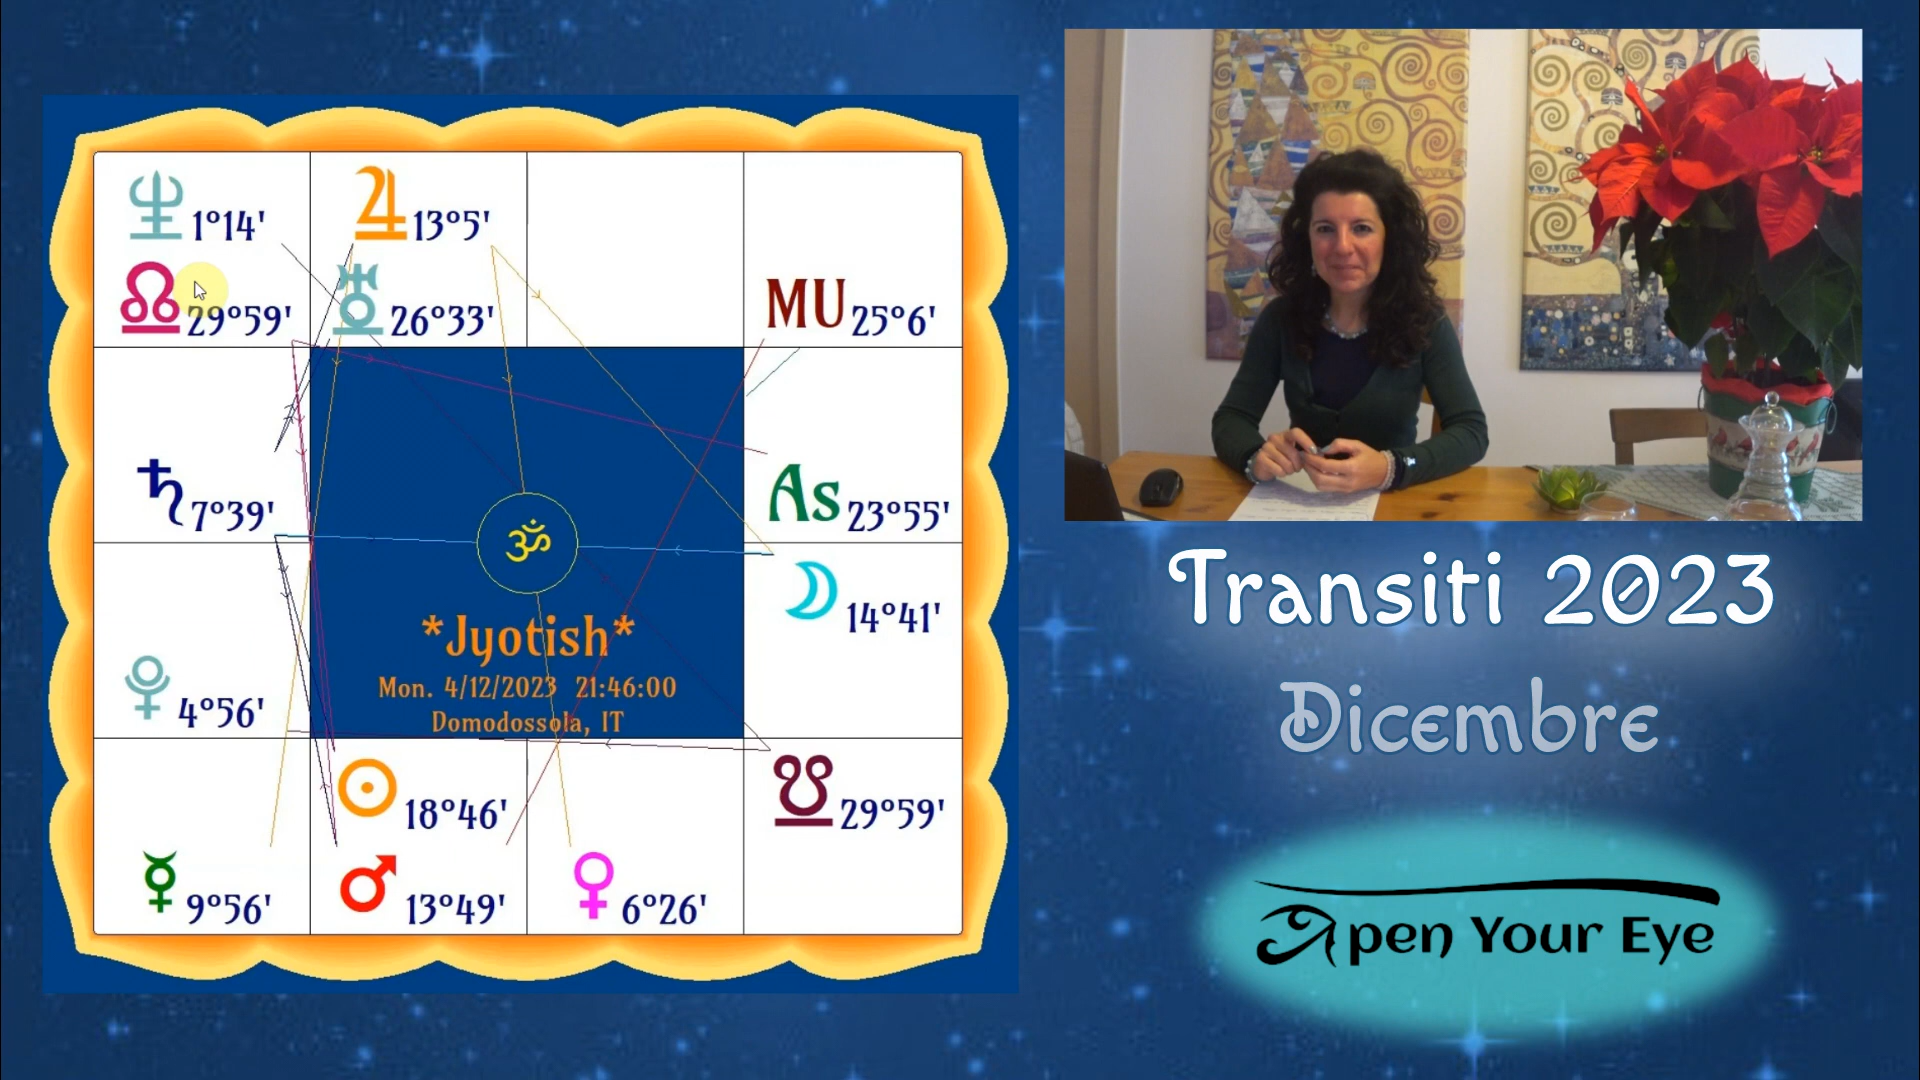 1°14'
13°5'
29°59'
26°33'
MU 25°6'
7°39'
As 23°55'
14°41'
4°56'
ॐ
*Jyotish*
Mon. 4/12/2023 21:46:00
Domodossola, IT
18°46'
29°59'
9°56'
13°49'
6°26'
Transiti 2023
Dicembre
Open Your Eye